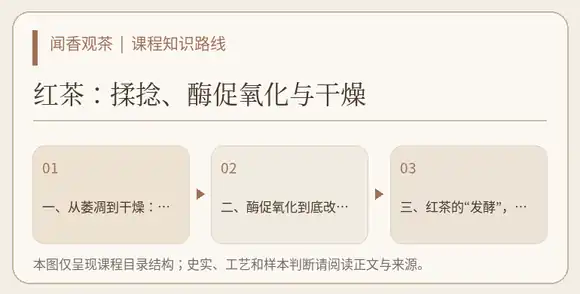 闻香观茶｜课程知识路线
红茶：揉捻、酶促氧化与干燥
01
02
03
一、从萎凋到干燥：…
二、酶促氧化到底改…
三、红茶的“发酵”，…
本图仅呈现课程目录结构；史实、工艺和样本判断请阅读正文与来源。